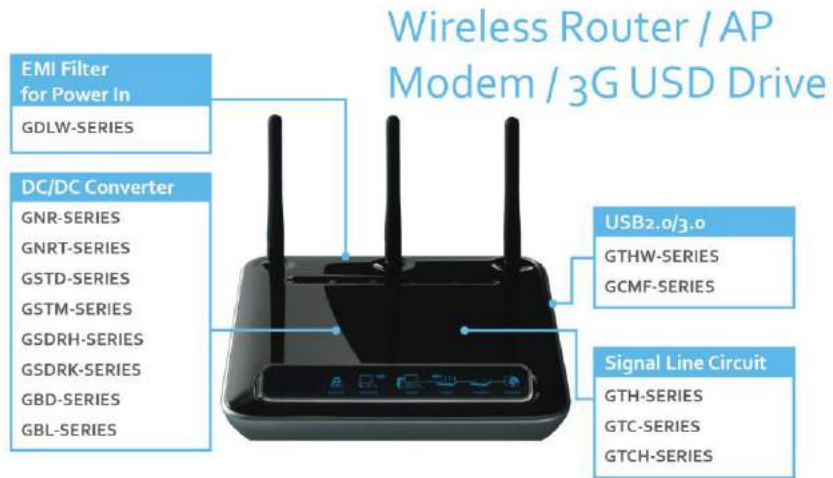 Wireless Router / AP
Modem / 3G USD Drive
EMI Filter
for Power In
GDLW-SERIES
DC/DC Converter
GNR-SERIES
GNRT-SERIES
GSTD-SERIES
GSTM-SERIES
GSDRH-SERIES
GSDRK-SERIES
GBD-SERIES
GBL-SERIES
USB2.0/3.0
GTHW-SERIES
GCMF-SERIES
Signal Line Circuit
GTH-SERIES
GTC-SERIES
GTCH-SERIES